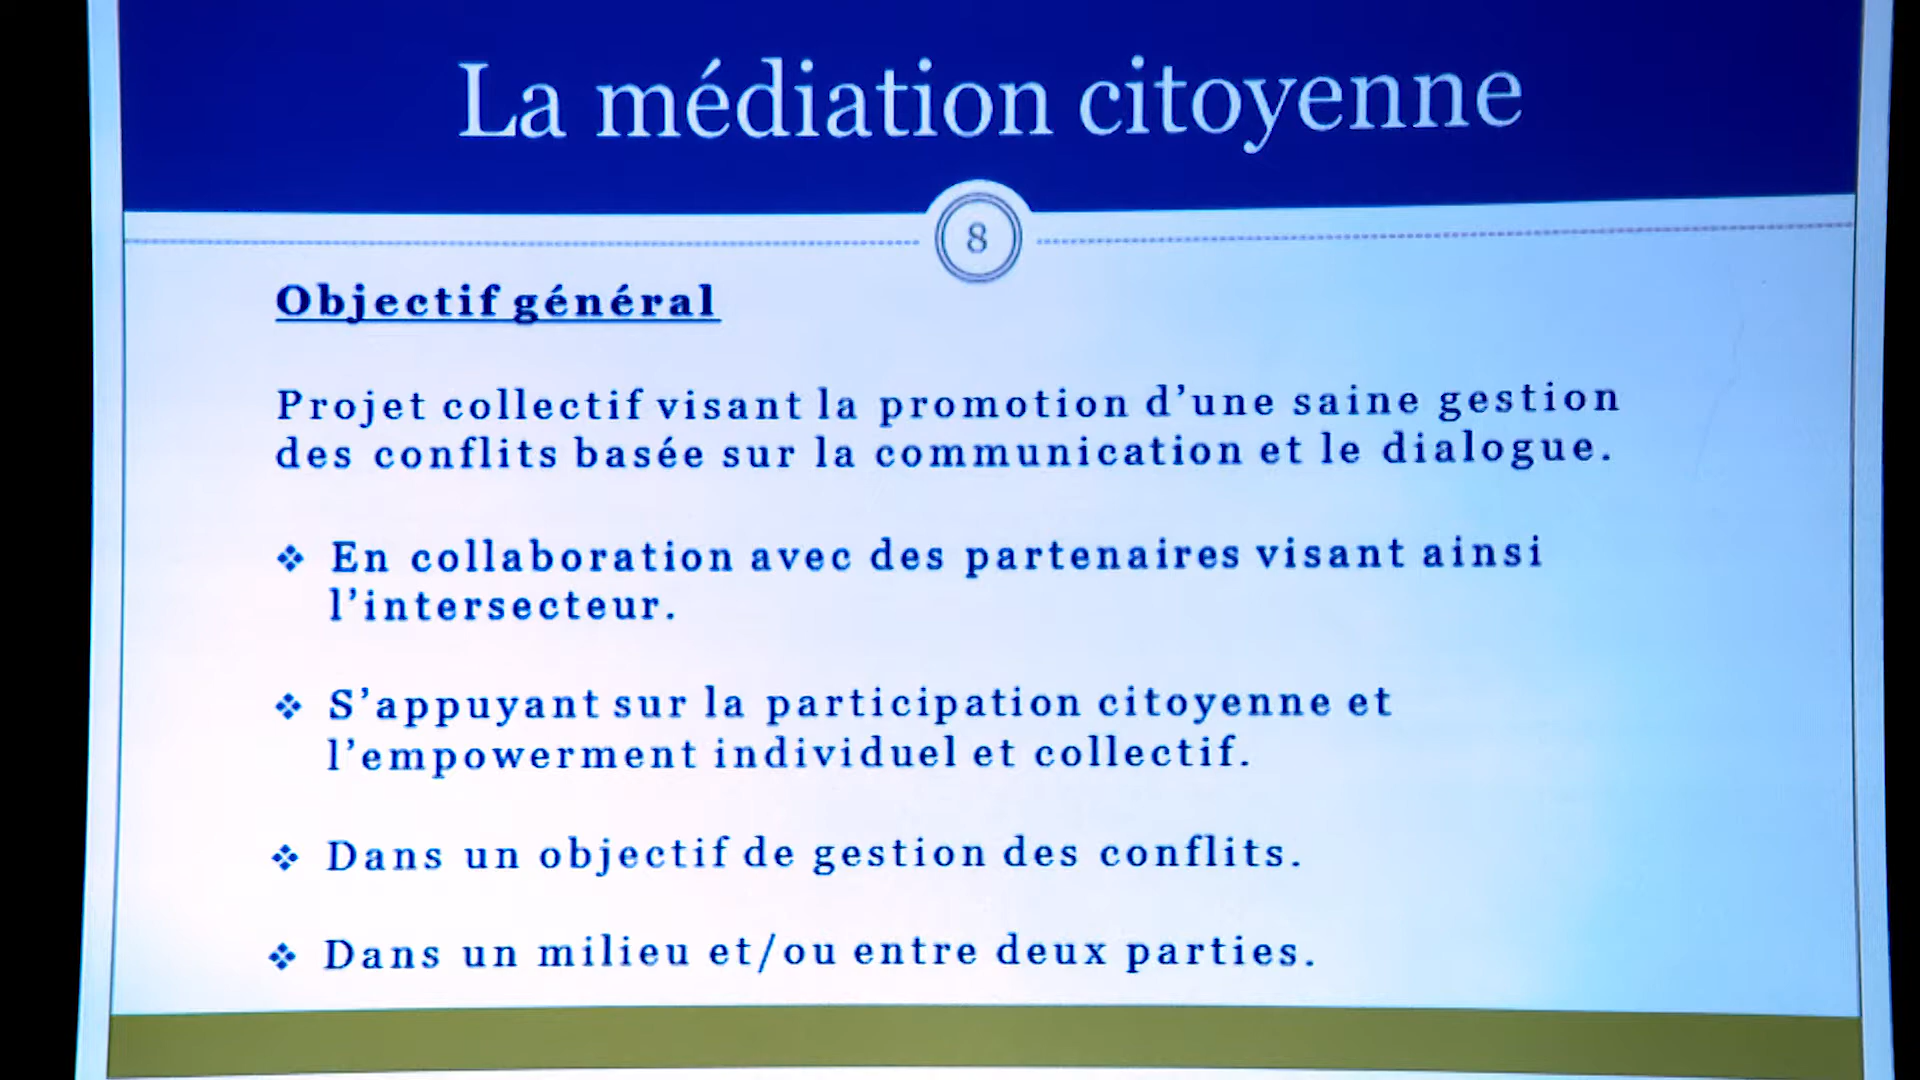 La médiation citoyenne
8
Objectif général
Projet collectif visant la promotion d'une saine gestion
des conflits basée sur la communication et le dialogue.
❖ En collaboration avec des partenaires visant ainsi
l'intersecteur.
❖ S'appuyant sur la participation citoyenne et
l'empowerment individuel et collectif.
❖ Dans un objectif de gestion des conflits.
❖ Dans un milieu et/ou entre deux parties.